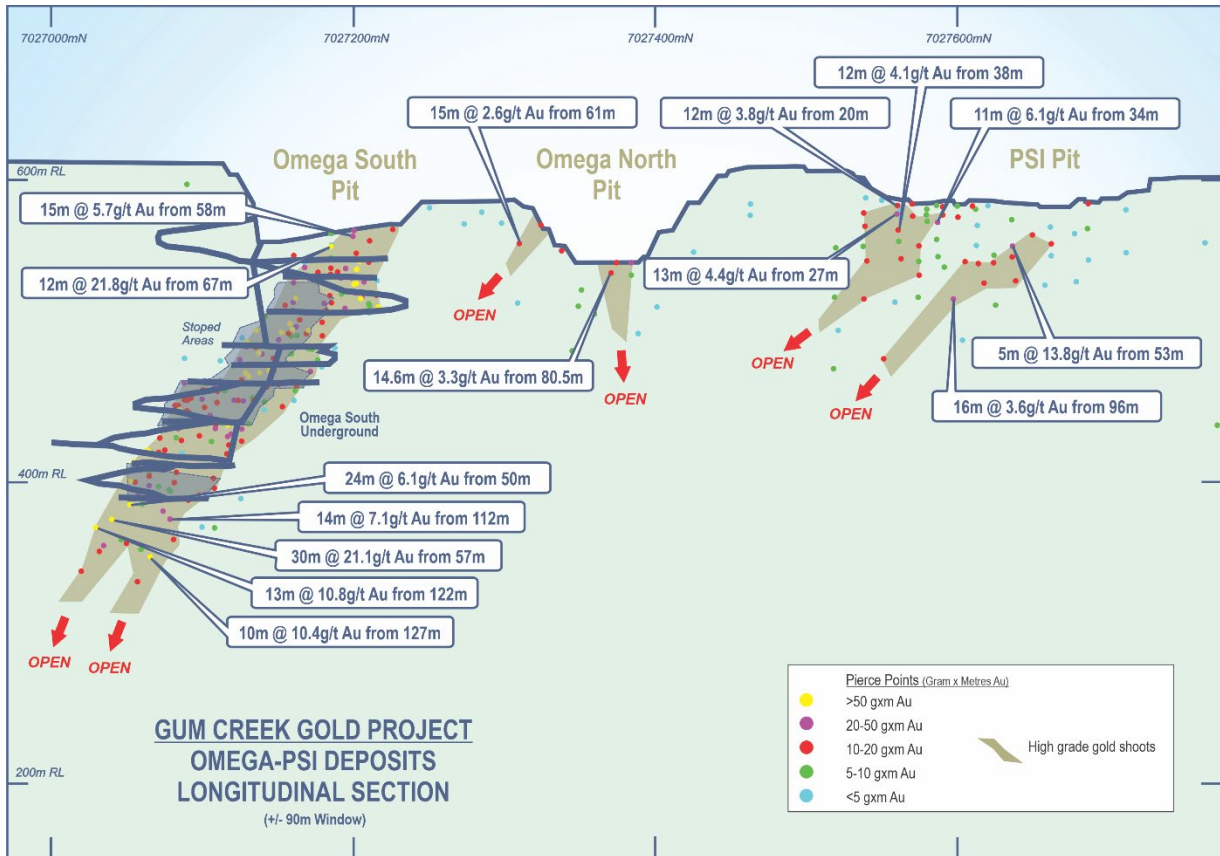 7027000mN
7027200mN
7027400mN
7027600mN
12m @ 4.1g/t Au from 38m
15m @ 2.6g/t Au from 61m
12m @ 3.8g/t Au from 20m
11m @ 6.1g/t Au from 34m
600m RL
Omega South
Pit
Omega North
Pit
PSI Pit
15m @ 5.7g/t Au from 58m
12m @ 21.8g/t Au from 67m
13m @ 4.4g/t Au from 27m
OPEN
Stoped
Areas
14.6m @ 3.3g/t Au from 80.5m
OPEN
OPEN
5m @ 13.8g/t Au from 53m
OPEN
16m @ 3.6g/t Au from 96m
Omega South
Underground
400m RL
24m @ 6.1g/t Au from 50m
14m @ 7.1g/t Au from 112m
30m @ 21.1g/t Au from 57m
13m @ 10.8g/t Au from 122m
10m @ 10.4g/t Au from 127m
OPEN
OPEN
GUM CREEK GOLD PROJECT
OMEGA-PSI DEPOSITS
LONGITUDINAL SECTION
(+/- 90m Window)
200m RL
Pierce Points (Gram x Metres Au)
>50 gxm Au
20-50 gxm Au
10-20 gxm Au
5-10 gxm Au
<5 gxm Au
High grade gold shoots